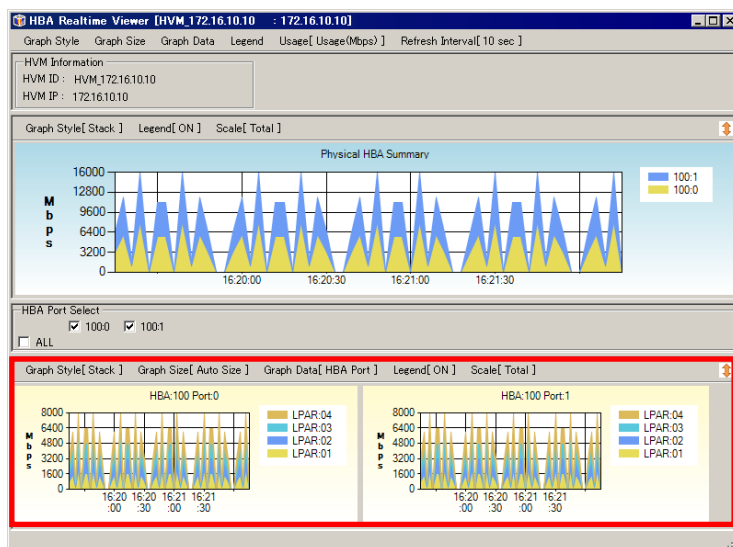 HBA Realtime Viewer [HVM_172.16.10.10 : 172.16.10.10]
Graph Style Graph Size Graph Data Legend Usage[ Usage(Mbps) ] Refresh Interval[ 10 sec ]
HVM Information
HVM ID : HVM_172.16.10.10
HVM IP : 172.16.10.10
Graph Style[ Stack ] Legend[ ON ] Scale[ Total ]
Physical HBA Summary
Mbps
16000
12800
9600
6400
3200
0
16:20:00 16:20:30 16:21:00 16:21:30
100:1
100:0
HBA Port Select
100:0 100:1
ALL
Graph Style[ Stack ] Graph Size[ Auto Size ] Graph Data[ HBA Port ] Legend[ ON ] Scale[ Total ]
HBA:100 Port:0
Mbps
8000
6400
4800
3200
1600
0
16:20 16:20 16:21 16:21
:00 :30 :00 :30
LPAR:04
LPAR:03
LPAR:02
LPAR:01
HBA:100 Port:1
Mbps
8000
6400
4800
3200
1600
0
16:20 16:20 16:21 16:21
:00 :30 :00 :30
LPAR:04
LPAR:03
LPAR:02
LPAR:01